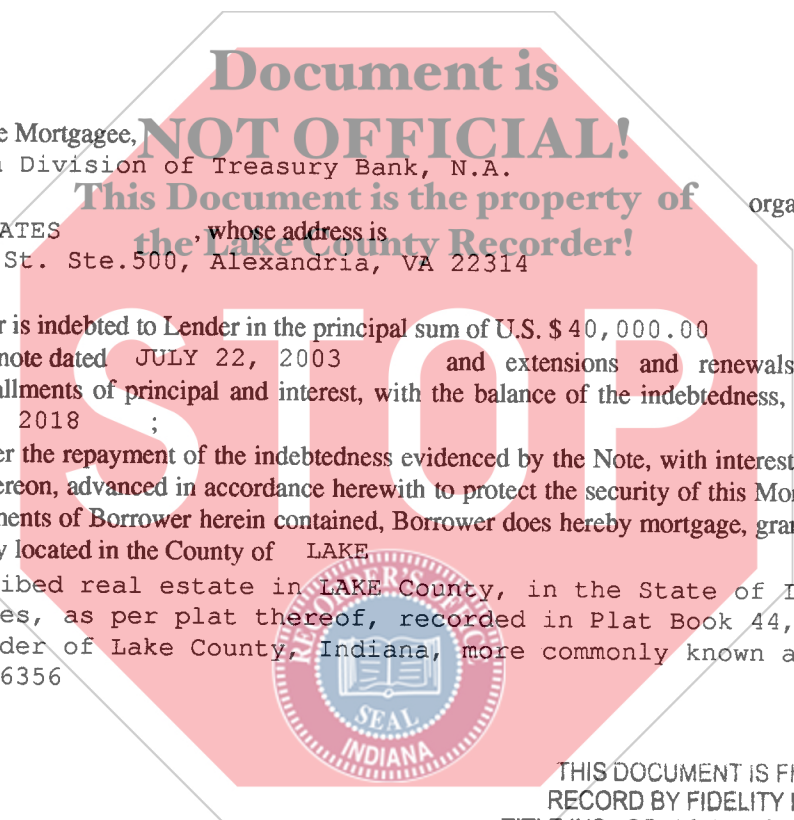 Document is
e Mortgagee,
NOT OFFICIAL!
a Division of Treasury Bank, N.A.
This Document is the property of
orga
ATES , whose address is
the Lake County Recorder!
St. Ste.500, Alexandria, VA 22314
r is indebted to Lender in the principal sum of U.S. $ 40,000.00
note dated JULY 22, 2003 and extensions and renewals
allments of principal and interest, with the balance of the indebtedness,
2018 ;
STOP
er the repayment of the indebtedness evidenced by the Note, with interest
ereon, advanced in accordance herewith to protect the security of this Mor
nents of Borrower herein contained, Borrower does hereby mortgage, gran
y located in the County of LAKE
ibed real estate in LAKE County, in the State of I
es, as per plat thereof, recorded in Plat Book 44,
der of Lake County, Indiana, more commonly known a
6356
SEAL
INDIANA
THIS DOCUMENT IS FI
RECORD BY FIDELITY